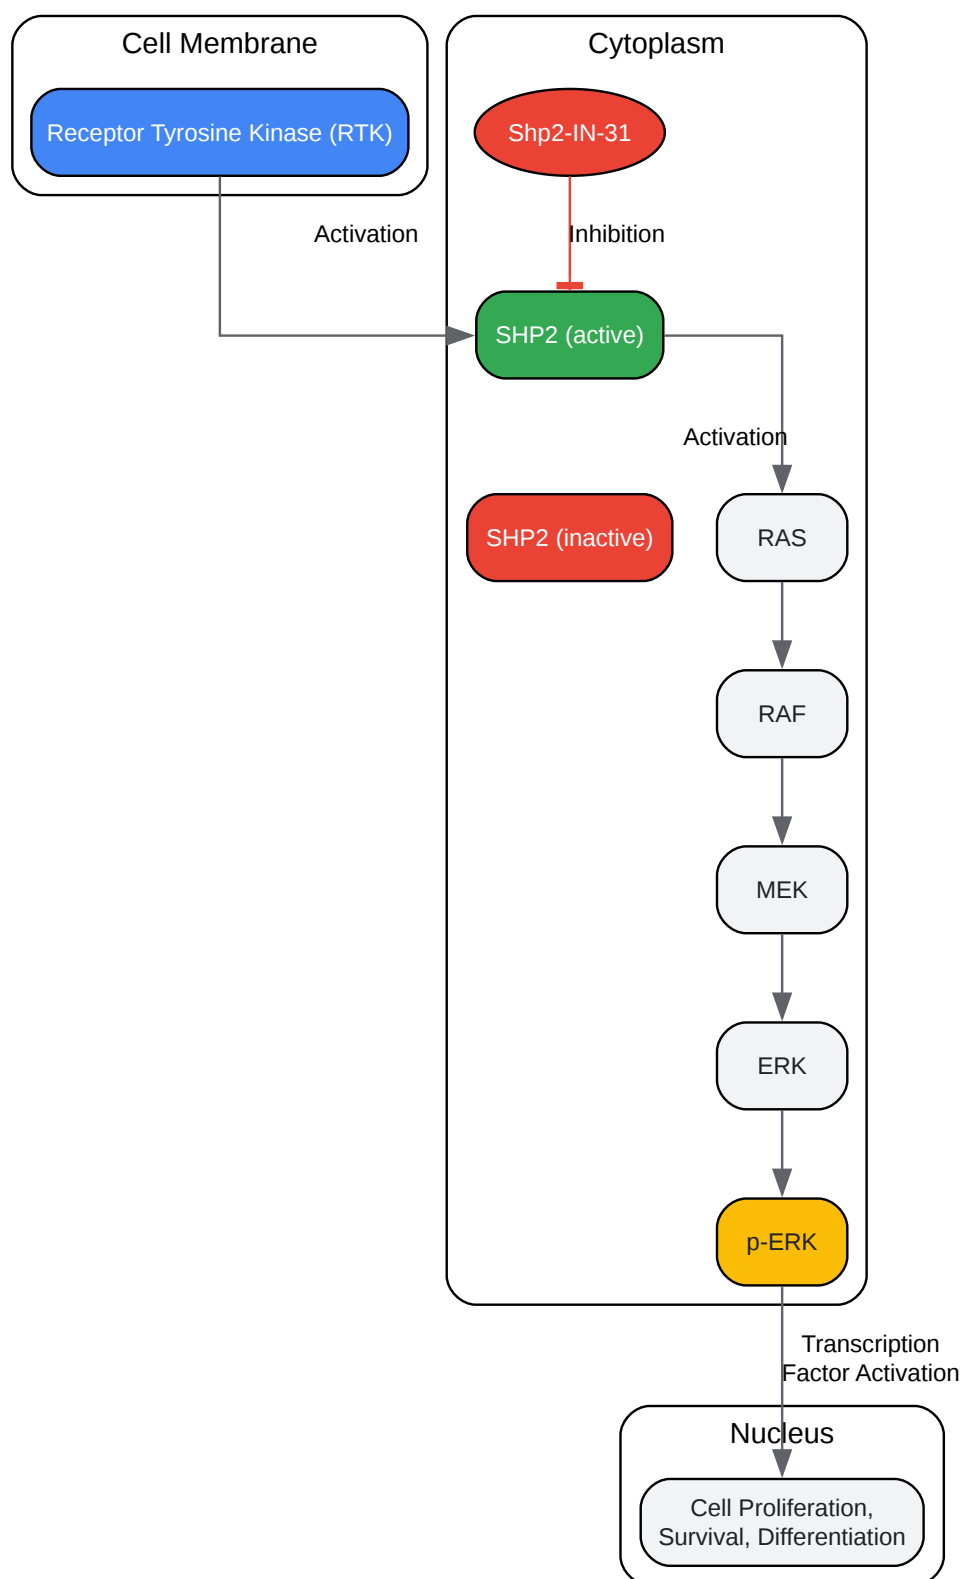 Cell Membrane
Cytoplasm
Receptor Tyrosine Kinase (RTK)
Shp2-IN-31
Activation
Inhibition
SHP2 (active)
Activation
SHP2 (inactive)
RAS
RAF
MEK
ERK
p-ERK
Transcription
Factor Activation
Nucleus
Cell Proliferation,
Survival, Differentiation